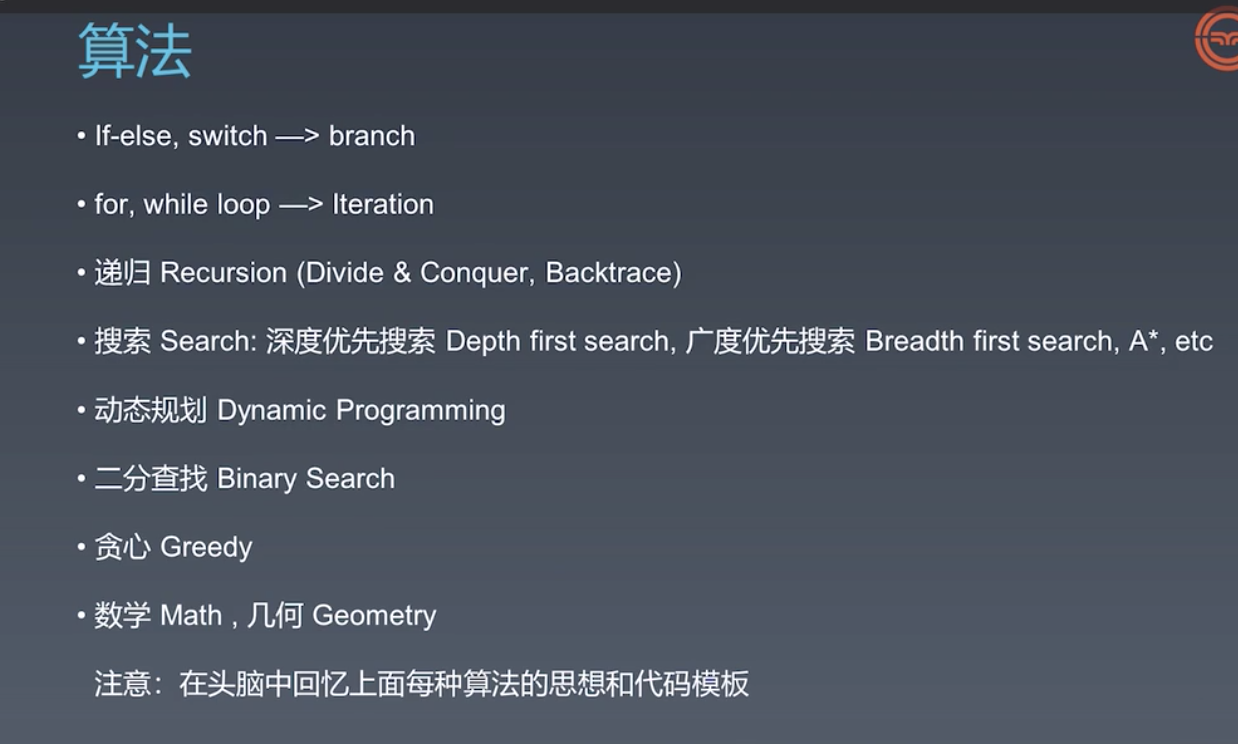 算法
• If-else, switch —> branch
• for, while loop —> Iteration
• 递归 Recursion (Divide & Conquer, Backtrace)
• 搜索 Search: 深度优先搜索 Depth first search, 广度优先搜索 Breadth first search, A*, etc
• 动态规划 Dynamic Programming
• 二分查找 Binary Search
• 贪心 Greedy
• 数学 Math , 几何 Geometry
注意：在头脑中回忆上面每种算法的思想和代码模板